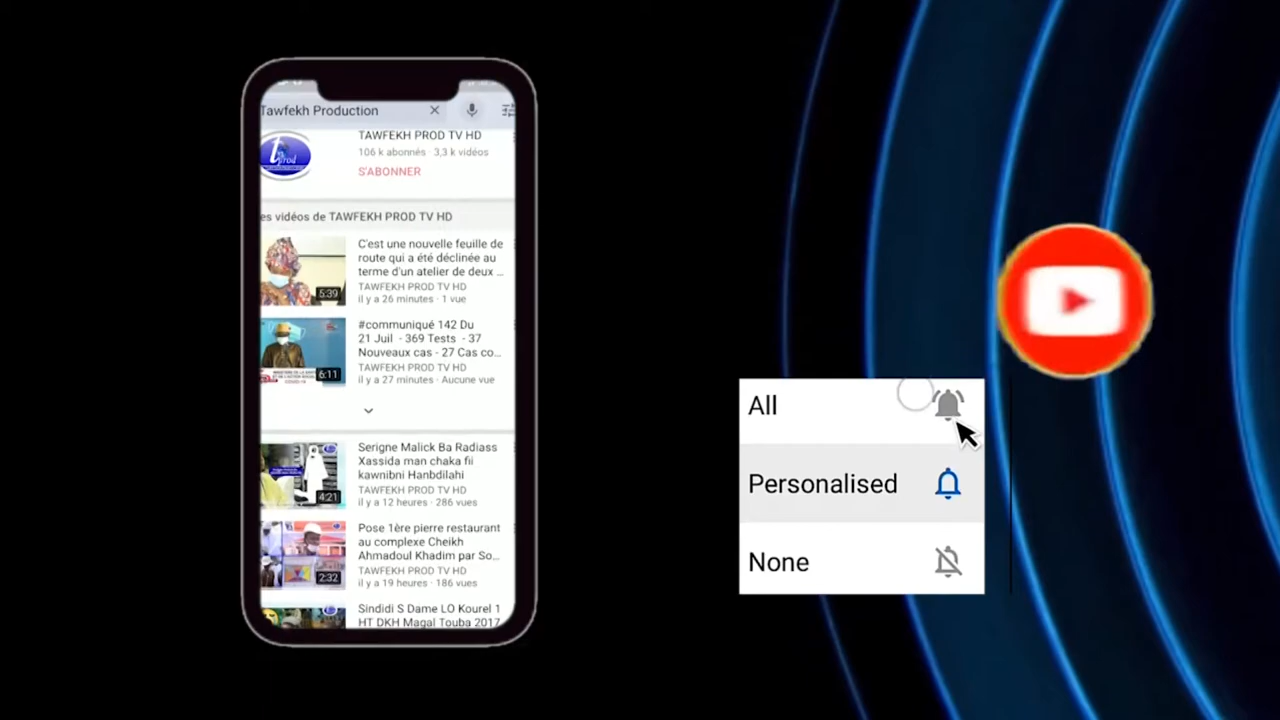 Tawfekh Production
TAWFEKH PROD TV HD
106 k abonnés · 3,3 k vidéos
S'ABONNER
es vidéos de TAWFEKH PROD TV HD
C'est une nouvelle feuille de
route qui a été déclinée au
terme d'un atelier de deux ...
TAWFEKH PROD TV HD
il y a 26 minutes · 1 vue
5:39
#communiqué 142 Du
21 Juil - 369 Tests - 37
Nouveaux cas - 27 Cas co...
TAWFEKH PROD TV HD
il y a 27 minutes · Aucune vue
6:11
Serigne Malick Ba Radiass
Xassida man chaka fii
kawnibni Hanbdilahi
TAWFEKH PROD TV HD
il y a 12 heures · 286 vues
4:21
Pose 1ère pierre restaurant
au complexe Cheikh
Ahmadoul Khadim par So...
TAWFEKH PROD TV HD
il y a 19 heures · 186 vues
2:32
Sindidi S Dame LO Kourel 1
HT DKH Magal Touba 2017
All
Personalised
None